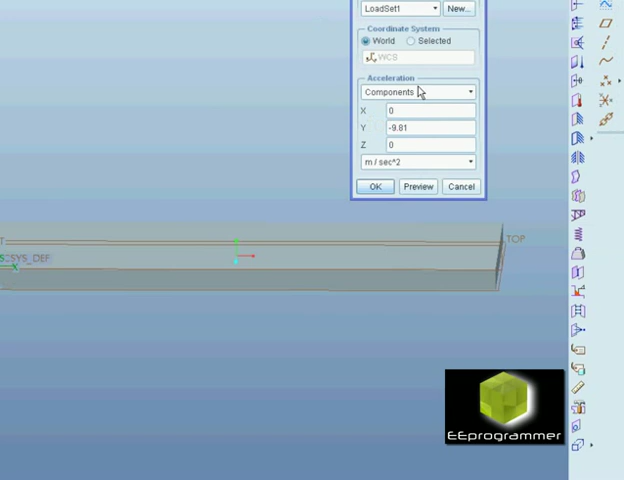 LoadSet1 New...
Coordinate System
World Selected
WCS
Acceleration
Components
X 0
Y -9.81
Z 0
m / sec^2
OK Preview Cancel
TOP
SYS_DEF
X
EEprogrammer